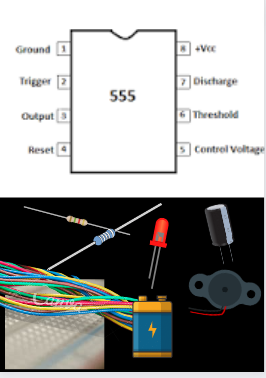 Ground 1 8 +Vcc
Trigger 2 7 Discharge
555
Output 3 6 Threshold
Reset 4 5 Control Voltage